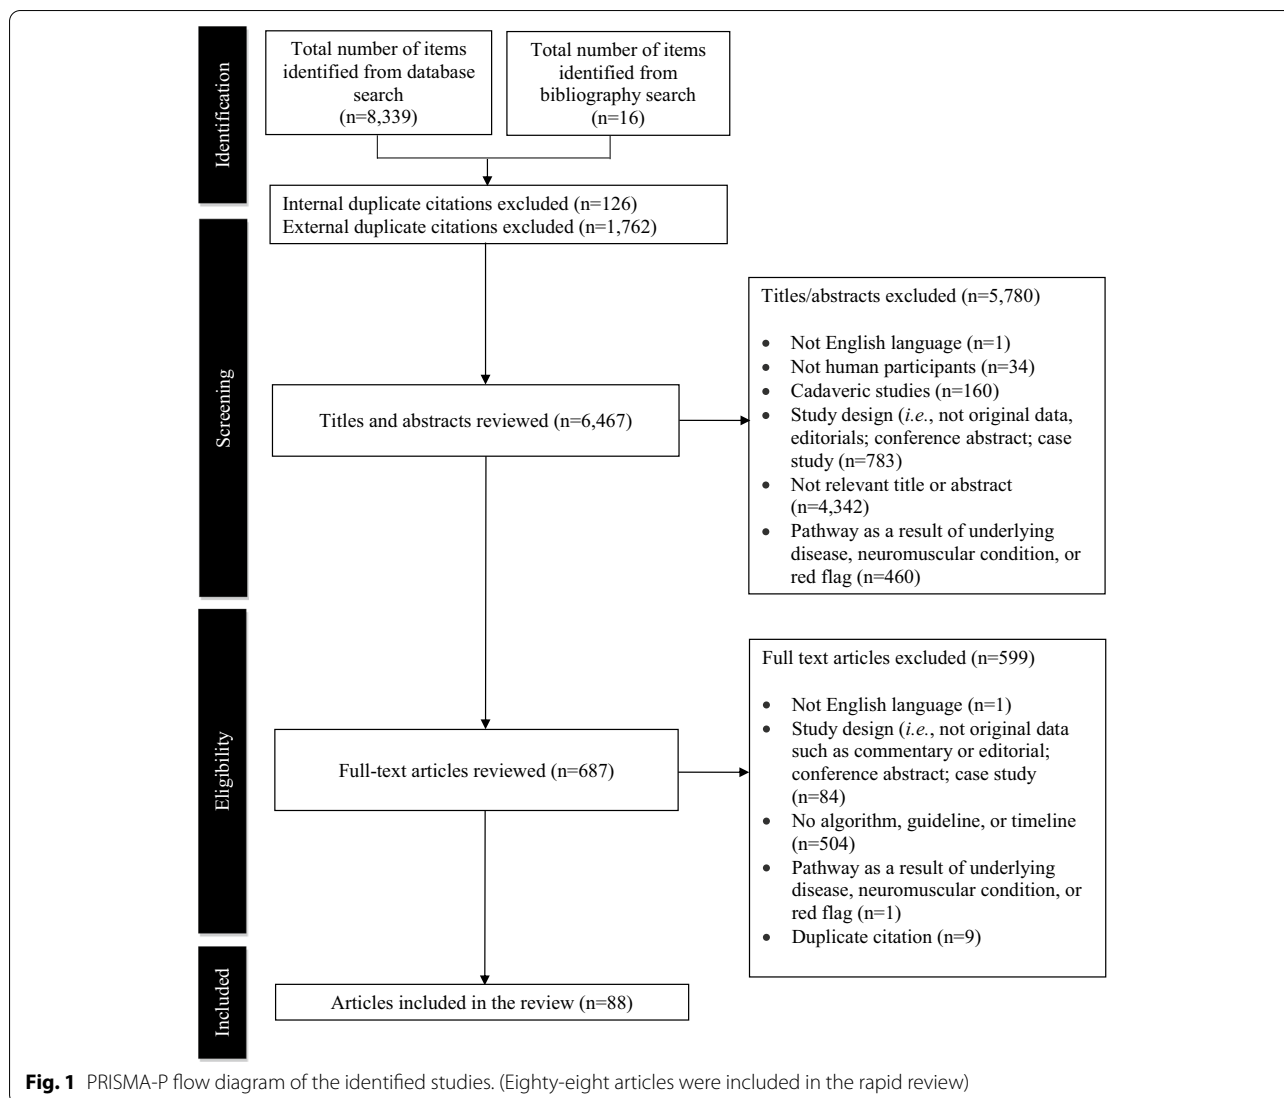 Identification
Total number of items
identified from database
search
(n=8,339)
Total number of items
identified from
bibliography search
(n=16)
Internal duplicate citations excluded (n=126)
External duplicate citations excluded (n=1,762)
Screening
Titles and abstracts reviewed (n=6,467)
Titles/abstracts excluded (n=5,780)
• Not English language (n=1)
• Not human participants (n=34)
• Cadaveric studies (n=160)
• Study design (i.e., not original data,
editorials; conference abstract; case
study (n=783)
• Not relevant title or abstract
(n=4,342)
• Pathway as a result of underlying
disease, neuromuscular condition, or
red flag (n=460)
Eligibility
Full-text articles reviewed (n=687)
Full text articles excluded (n=599)
• Not English language (n=1)
• Study design (i.e., not original data
such as commentary or editorial;
conference abstract; case study
(n=84)
• No algorithm, guideline, or timeline
(n=504)
• Pathway as a result of underlying
disease, neuromuscular condition, or
red flag (n=1)
• Duplicate citation (n=9)
Included
Articles included in the review (n=88)
Fig. 1 PRISMA-P flow diagram of the identified studies. (Eighty-eight articles were included in the rapid review)